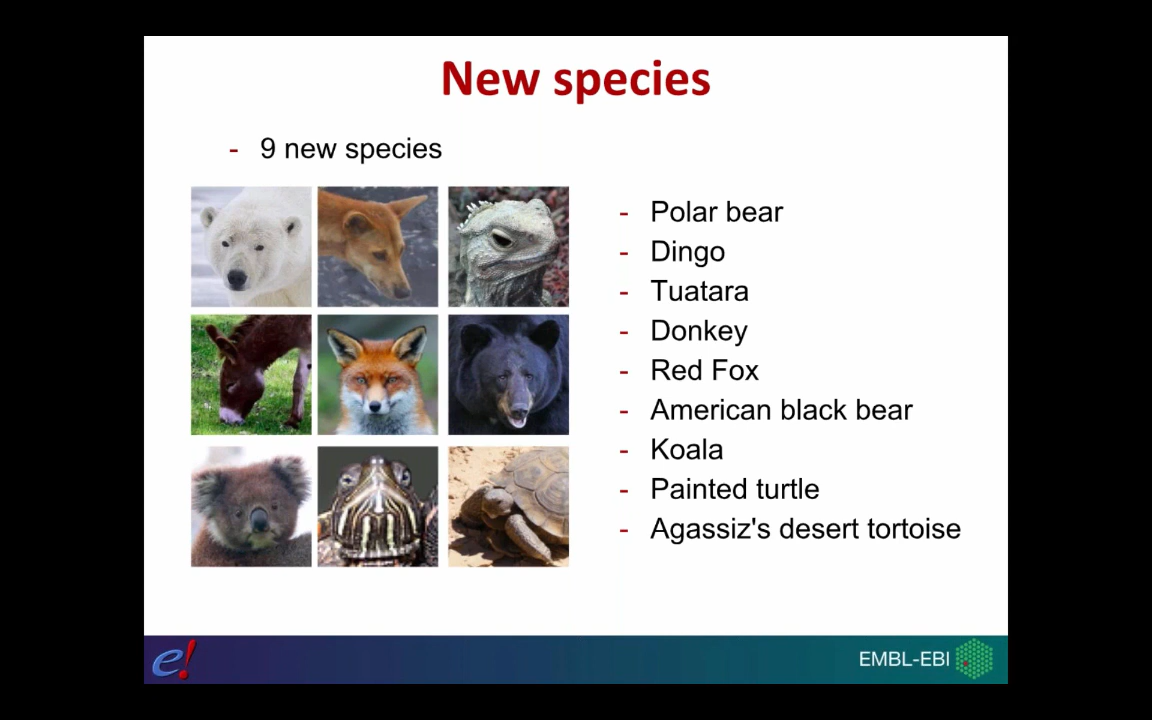 New species
- 9 new species
- Polar bear
- Dingo
- Tuatara
- Donkey
- Red Fox
- American black bear
- Koala
- Painted turtle
- Agassiz's desert tortoise
e!
EMBL-EBI